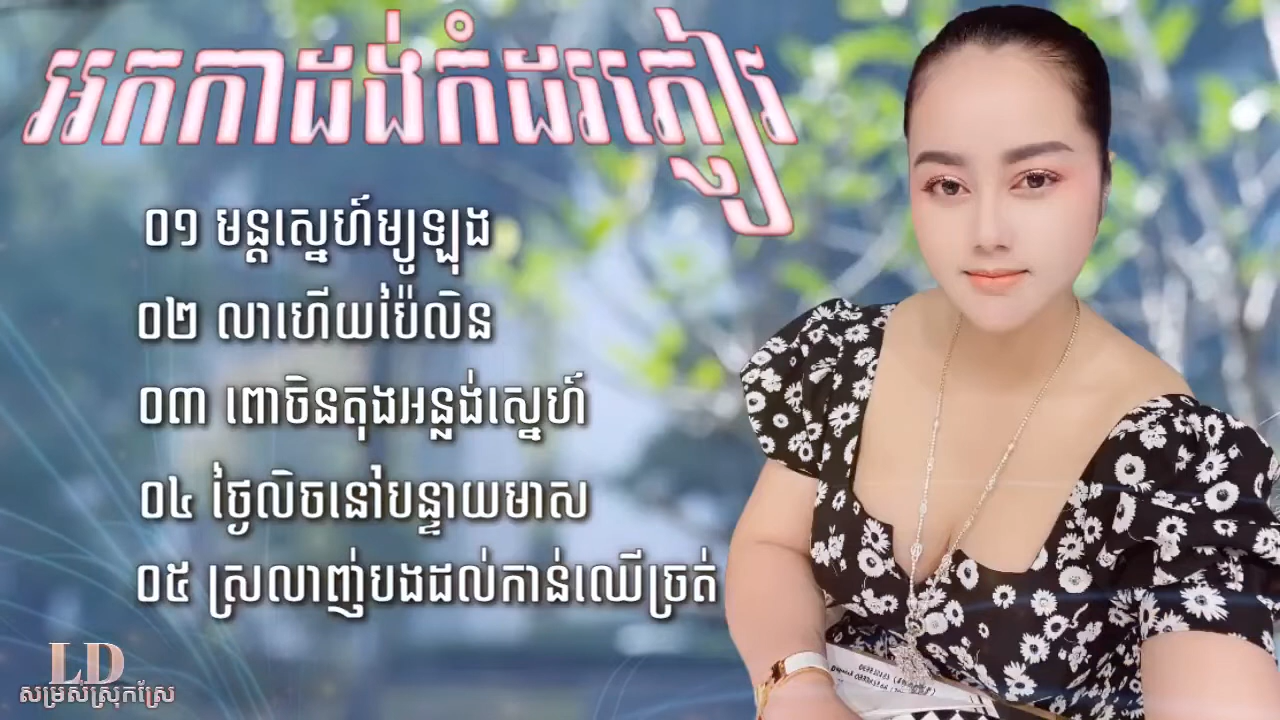 អកកាដង់កំដរភ្ញៀវ
០១ មន្តស្នេហ៍ម្យូឡុង
០២ លាហើយប៉ៃលិន
០៣ ពោចិនតុងអន្លង់ស្នេហ៍
០៤ ថ្ងៃលិចនៅបន្ទាយមាស
០៥ ស្រលាញ់បងដល់កាន់ឈើច្រត់
LD
សម្រស់ស្រុកស្រែ